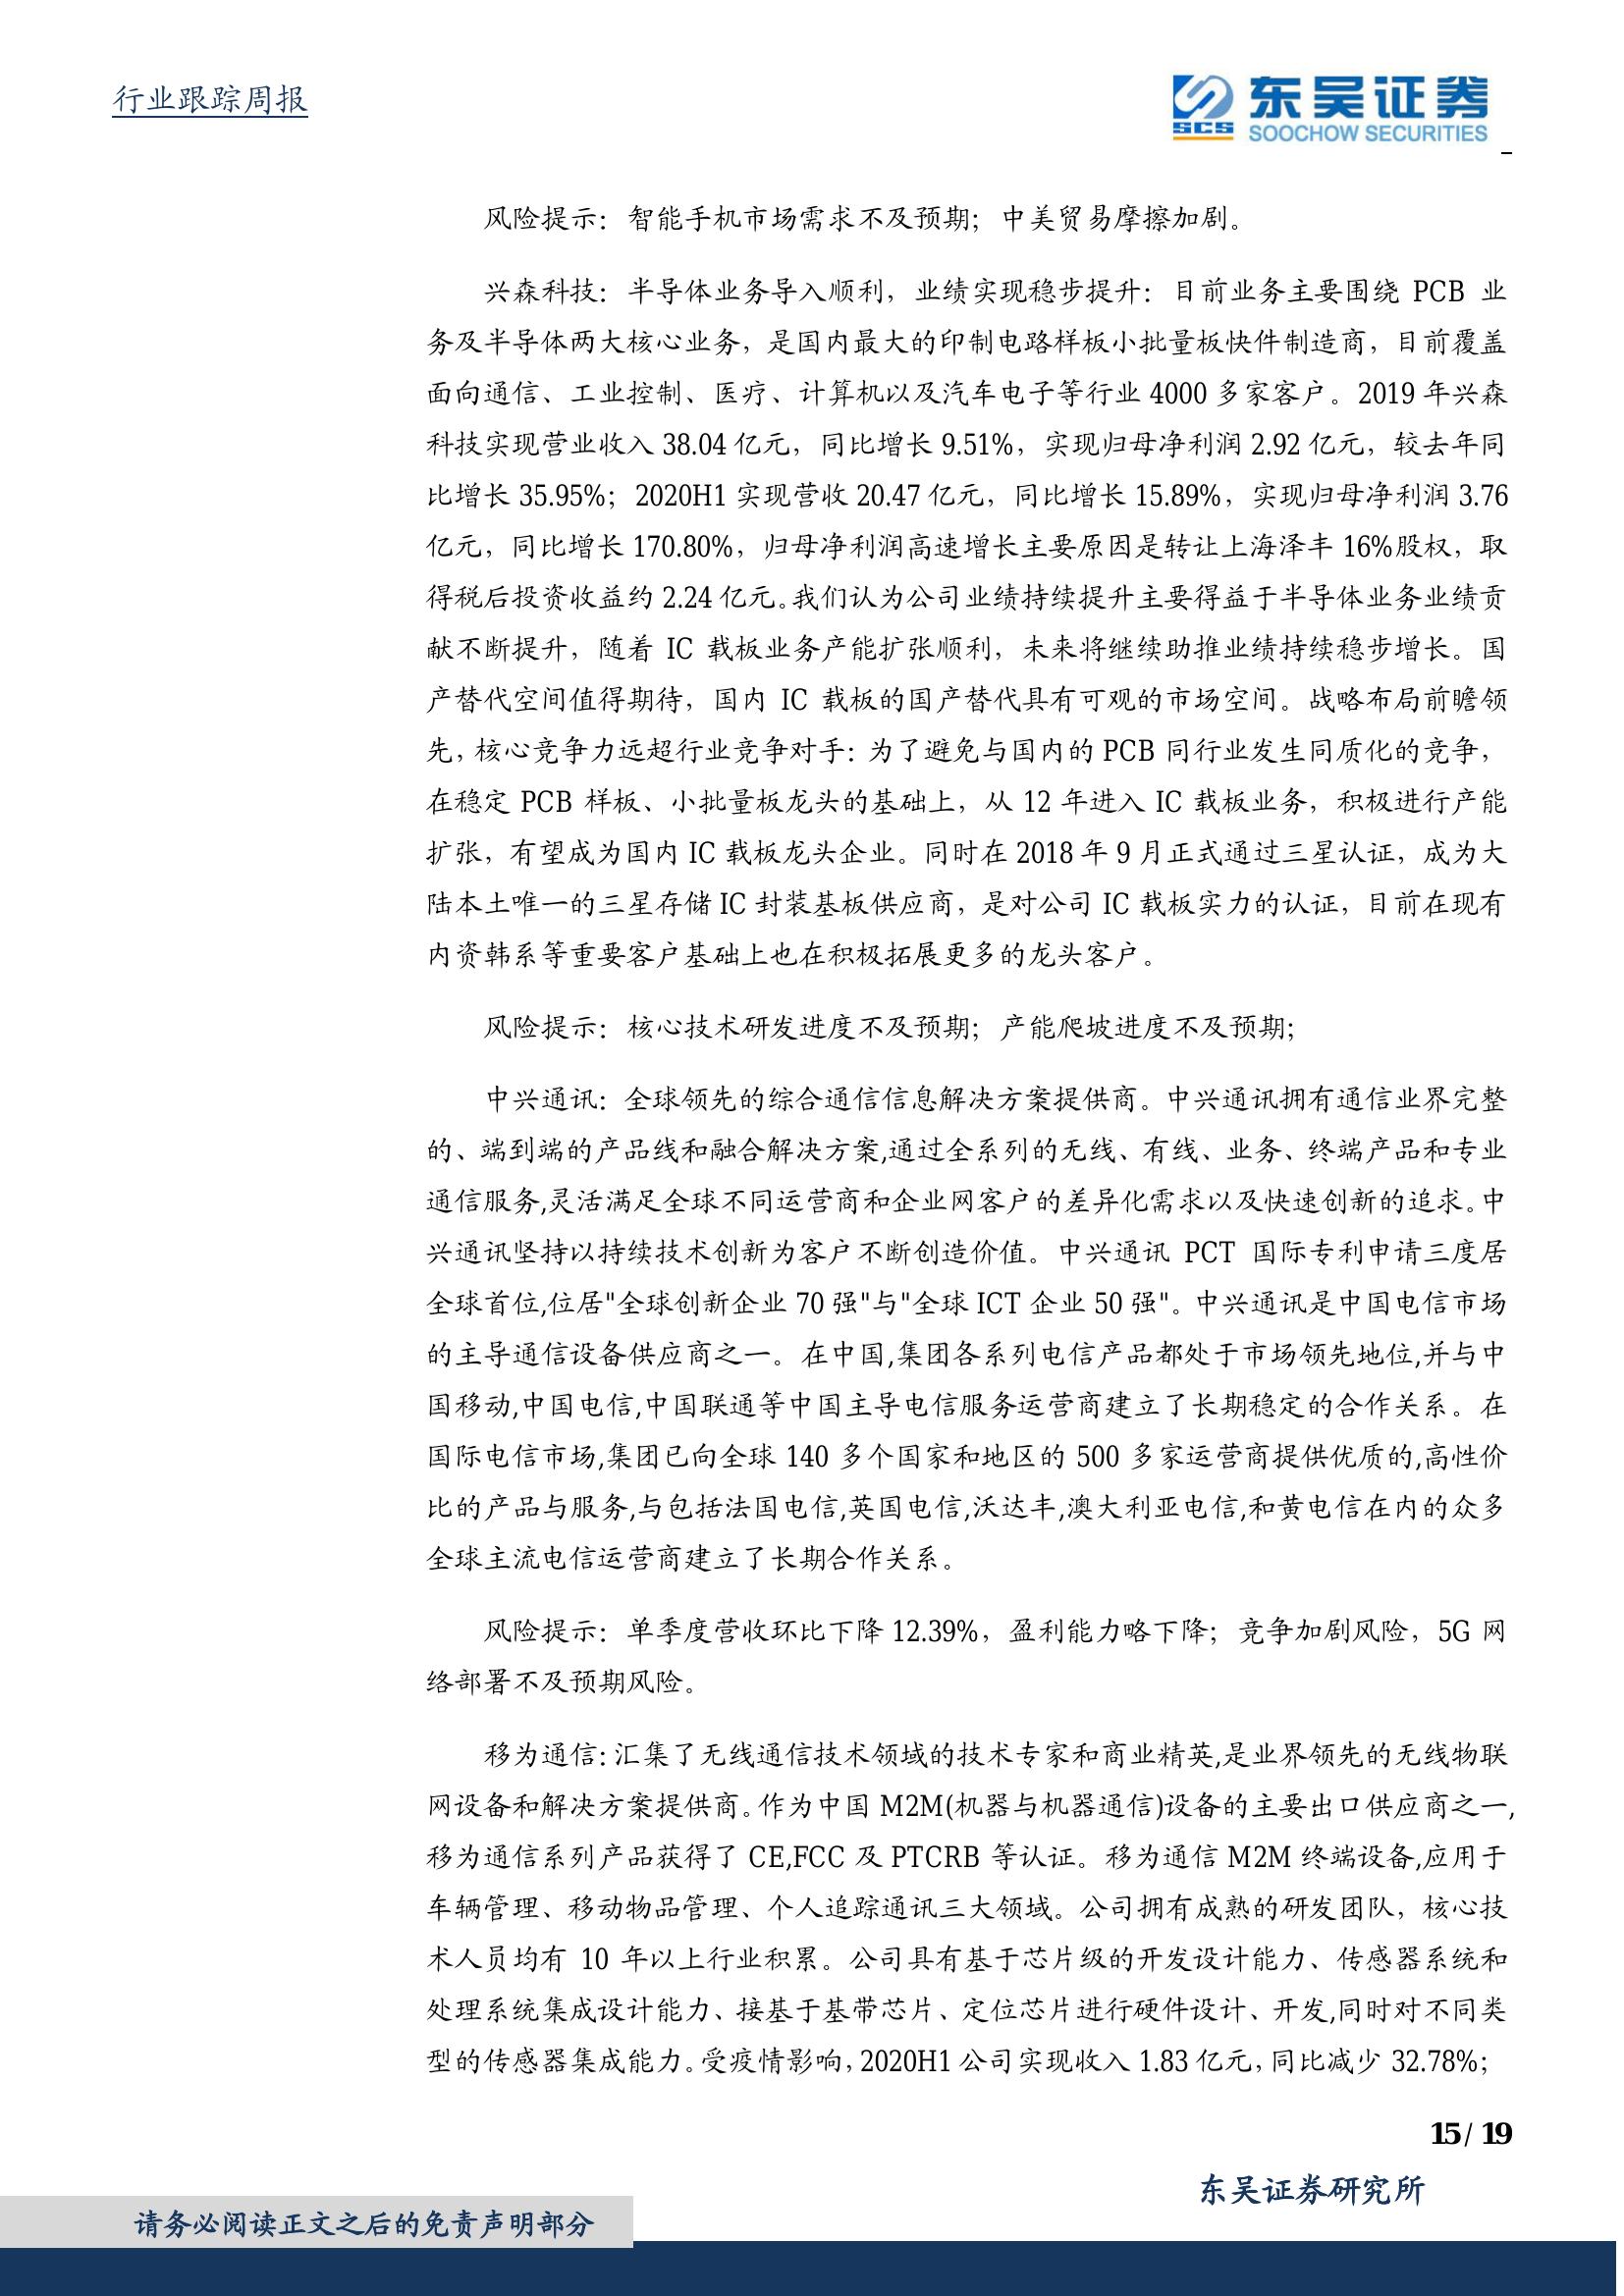 行业跟踪周报
SCS 东吴证券
SOOCHOW SECURITIES
风险提示：智能手机市场需求不及预期；中美贸易摩擦加剧。
兴森科技：半导体业务导入顺利，业绩实现稳步提升：目前业务主要围绕 PCB 业
务及半导体两大核心业务，是国内最大的印制电路样板小批量板快件制造商，目前覆盖
面向通信、工业控制、医疗、计算机以及汽车电子等行业 4000 多家客户。2019 年兴森
科技实现营业收入 38.04 亿元，同比增长 9.51%，实现归母净利润 2.92 亿元，较去年同
比增长 35.95%；2020H1 实现营收 20.47 亿元，同比增长 15.89%，实现归母净利润 3.76
亿元，同比增长 170.80%，归母净利润高速增长主要原因是转让上海泽丰 16%股权，取
得税后投资收益约 2.24 亿元。我们认为公司业绩持续提升主要得益于半导体业务业绩贡
献不断提升，随着 IC 载板业务产能扩张顺利，未来将继续助推业绩持续稳步增长。国
产替代空间值得期待，国内 IC 载板的国产替代具有可观的市场空间。战略布局前瞻领
先，核心竞争力远超行业竞争对手：为了避免与国内的 PCB 同行业发生同质化的竞争，
在稳定 PCB 样板、小批量板龙头的基础上，从 12 年进入 IC 载板业务，积极进行产能
扩张，有望成为国内 IC 载板龙头企业。同时在 2018 年 9 月正式通过三星认证，成为大
陆本土唯一的三星存储 IC 封装基板供应商，是对公司 IC 载板实力的认证，目前在现有
内资韩系等重要客户基础上也在积极拓展更多的龙头客户。
风险提示：核心技术研发进度不及预期；产能爬坡进度不及预期；
中兴通讯：全球领先的综合通信信息解决方案提供商。中兴通讯拥有通信业界完整
的、端到端的产品线和融合解决方案,通过全系列的无线、有线、业务、终端产品和专业
通信服务,灵活满足全球不同运营商和企业网客户的差异化需求以及快速创新的追求。中
兴通讯坚持以持续技术创新为客户不断创造价值。中兴通讯 PCT 国际专利申请三度居
全球首位,位居"全球创新企业 70 强"与"全球 ICT 企业 50 强"。中兴通讯是中国电信市场
的主导通信设备供应商之一。在中国,集团各系列电信产品都处于市场领先地位,并与中
国移动,中国电信,中国联通等中国主导电信服务运营商建立了长期稳定的合作关系。在
国际电信市场,集团已向全球 140 多个国家和地区的 500 多家运营商提供优质的,高性价
比的产品与服务,与包括法国电信,英国电信,沃达丰,澳大利亚电信,和黄电信在内的众多
全球主流电信运营商建立了长期合作关系。
风险提示：单季度营收环比下降 12.39%，盈利能力略下降；竞争加剧风险，5G 网
络部署不及预期风险。
移为通信：汇集了无线通信技术领域的技术专家和商业精英,是业界领先的无线物联
网设备和解决方案提供商。作为中国 M2M(机器与机器通信)设备的主要出口供应商之一,
移为通信系列产品获得了 CE,FCC 及 PTCRB 等认证。移为通信 M2M 终端设备,应用于
车辆管理、移动物品管理、个人追踪通讯三大领域。公司拥有成熟的研发团队，核心技
术人员均有 10 年以上行业积累。公司具有基于芯片级的开发设计能力、传感器系统和
处理系统集成设计能力、接基于基带芯片、定位芯片进行硬件设计、开发,同时对不同类
型的传感器集成能力。受疫情影响，2020H1 公司实现收入 1.83 亿元，同比减少 32.78%；
15 / 19
东吴证券研究所
请务必阅读正文之后的免责声明部分